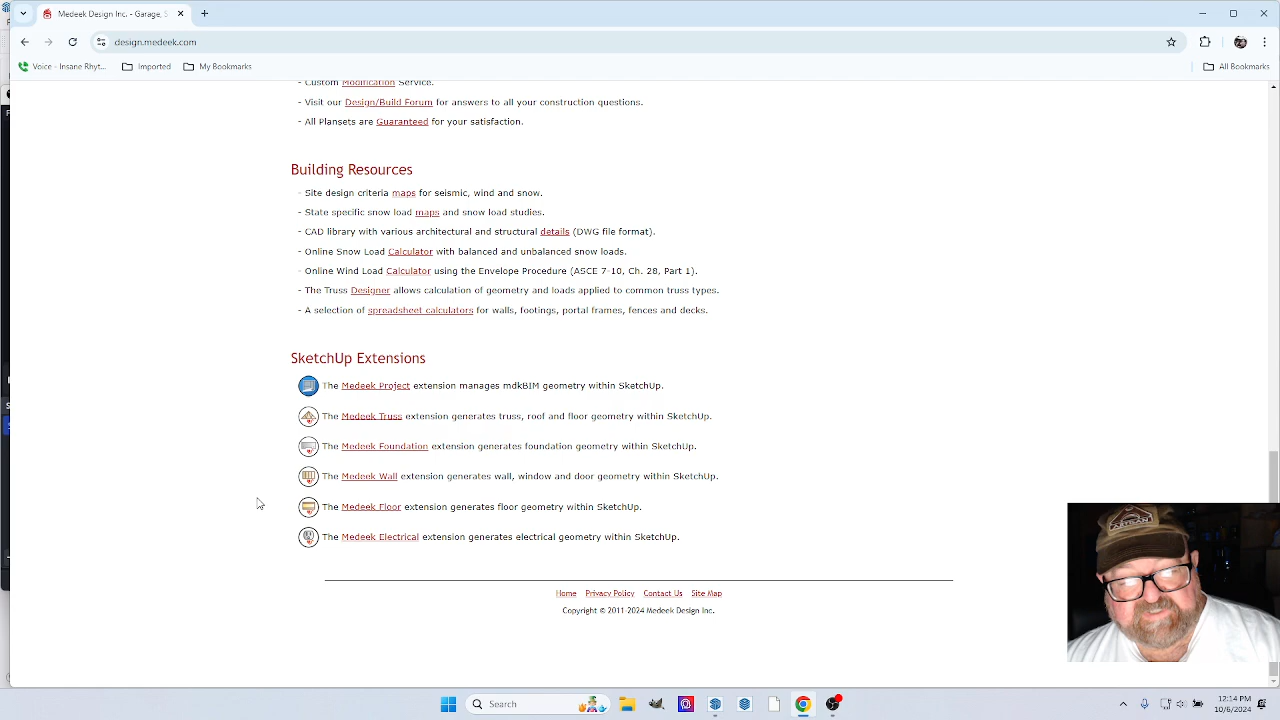 Medeek Design Inc. - Garage, S
design.medeek.com
Voice - Insane Rhyt...
Imported
My Bookmarks
All Bookmarks
- Custom Modification Service.
- Visit our Design/Build Forum for answers to all your construction questions.
- All Plansets are Guaranteed for your satisfaction.
Building Resources
- Site design criteria maps for seismic, wind and snow.
- State specific snow load maps and snow load studies.
- CAD library with various architectural and structural details (DWG file format).
- Online Snow Load Calculator with balanced and unbalanced snow loads.
- Online Wind Load Calculator using the Envelope Procedure (ASCE 7-10, Ch. 28, Part 1).
- The Truss Designer allows calculation of geometry and loads applied to common truss types.
- A selection of spreadsheet calculators for walls, footings, portal frames, fences and decks.
SketchUp Extensions
The Medeek Project extension manages mdkBIM geometry within SketchUp.
The Medeek Truss extension generates truss, roof and floor geometry within SketchUp.
The Medeek Foundation extension generates foundation geometry within SketchUp.
The Medeek Wall extension generates wall, window and door geometry within SketchUp.
The Medeek Floor extension generates floor geometry within SketchUp.
The Medeek Electrical extension generates electrical geometry within SketchUp.
Home Privacy Policy Contact Us Site Map
Copyright © 2011-2024 Medeek Design Inc.
Search
12:14 PM
10/6/2024